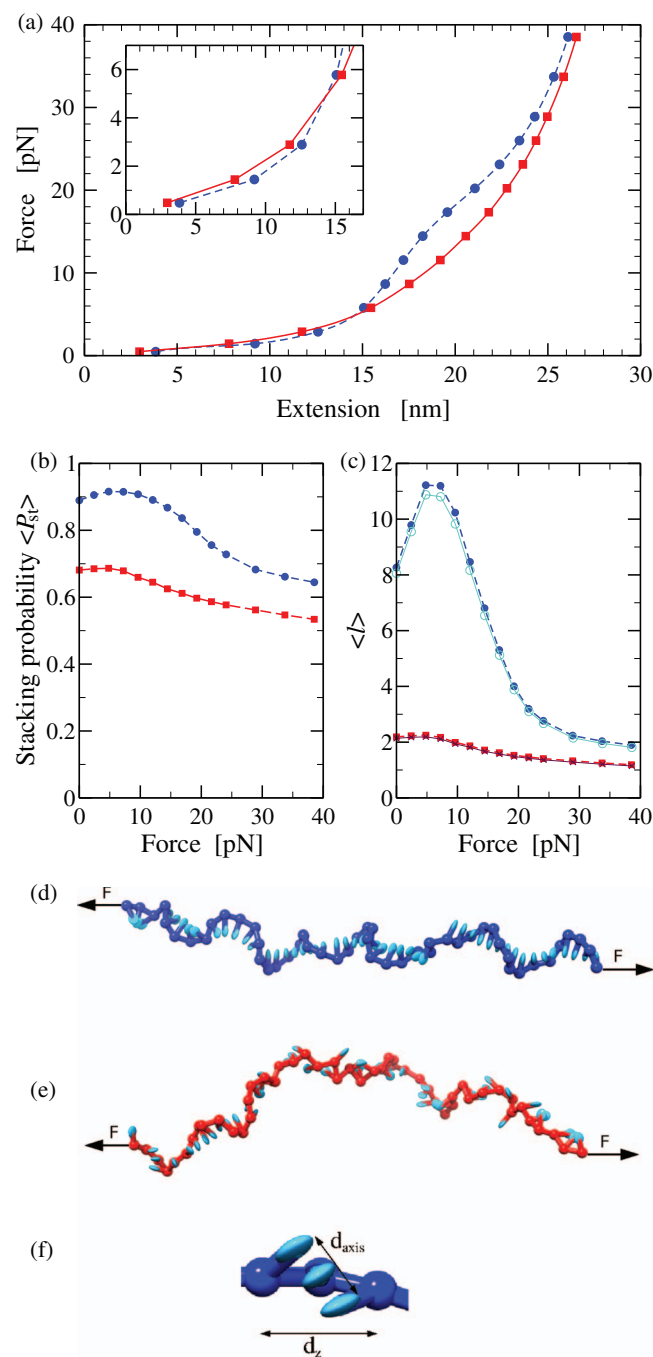 (a)
40
30
20
10
0
Force [pN]
6
4
2
0
0 5 10 15
0 5 10 15 20 25 30
Extension [nm]
(b)
1
0.8
0.6
0.4
0.2
0
Stacking probability <P_st>
0 10 20 30 40
Force [pN]
(c)
12
10
8
6
4
2
0
<l>
0 10 20 30 40
Force [pN]
(d)
F
F
(e)
F
F
(f)
d_axis
d_z